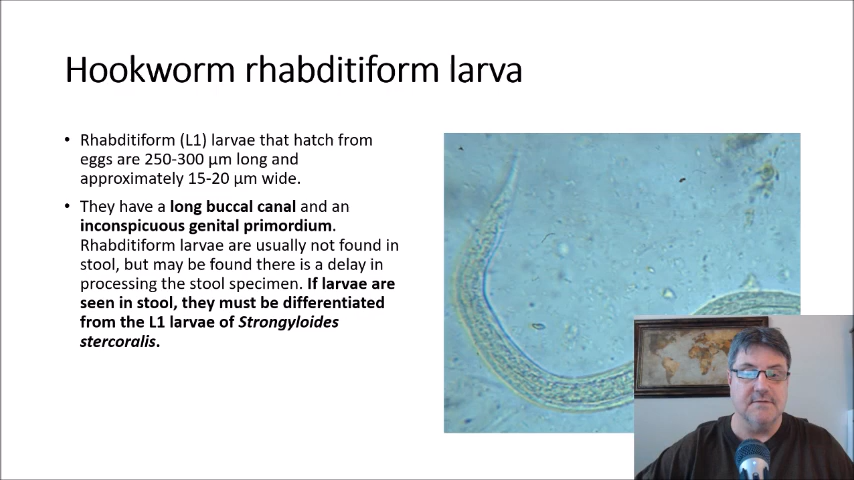 Hookworm rhabditiform larva
• Rhabditiform (L1) larvae that hatch from
eggs are 250-300 µm long and
approximately 15-20 µm wide.
• They have a long buccal canal and an
inconspicuous genital primordium.
Rhabditiform larvae are usually not found in
stool, but may be found there is a delay in
processing the stool specimen. If larvae are
seen in stool, they must be differentiated
from the L1 larvae of Strongyloides
stercoralis.